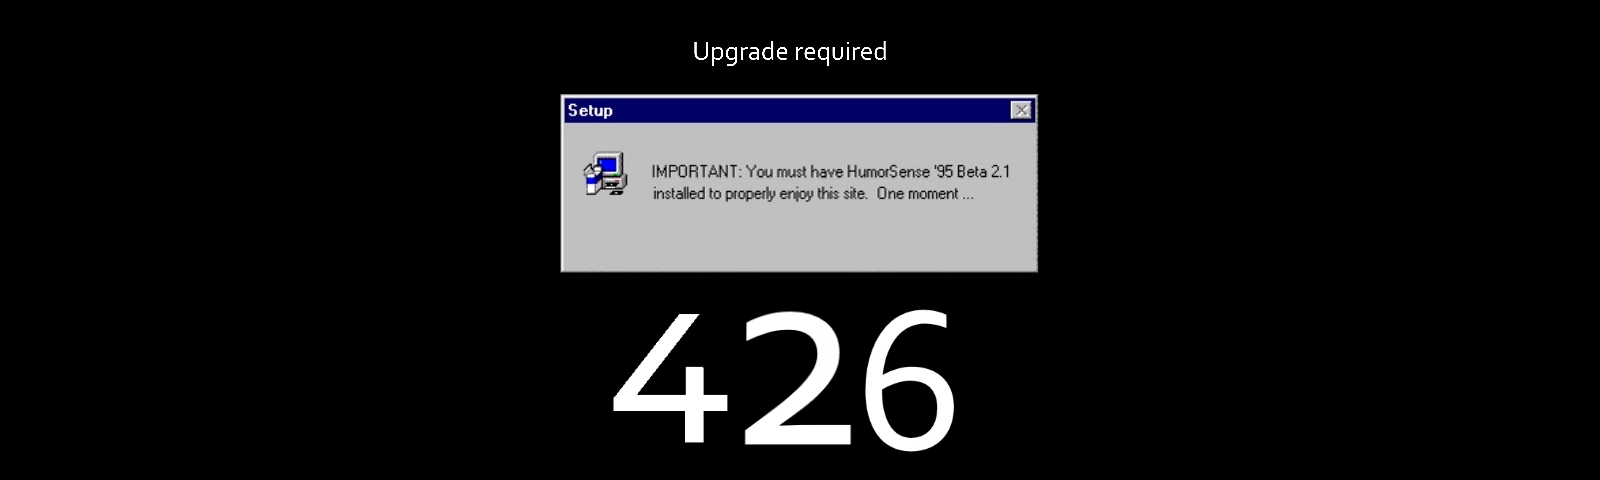 Upgrade required
Setup
IMPORTANT: You must have HumorSense '95 Beta 2.1
installed to properly enjoy this site.  One moment ...
426